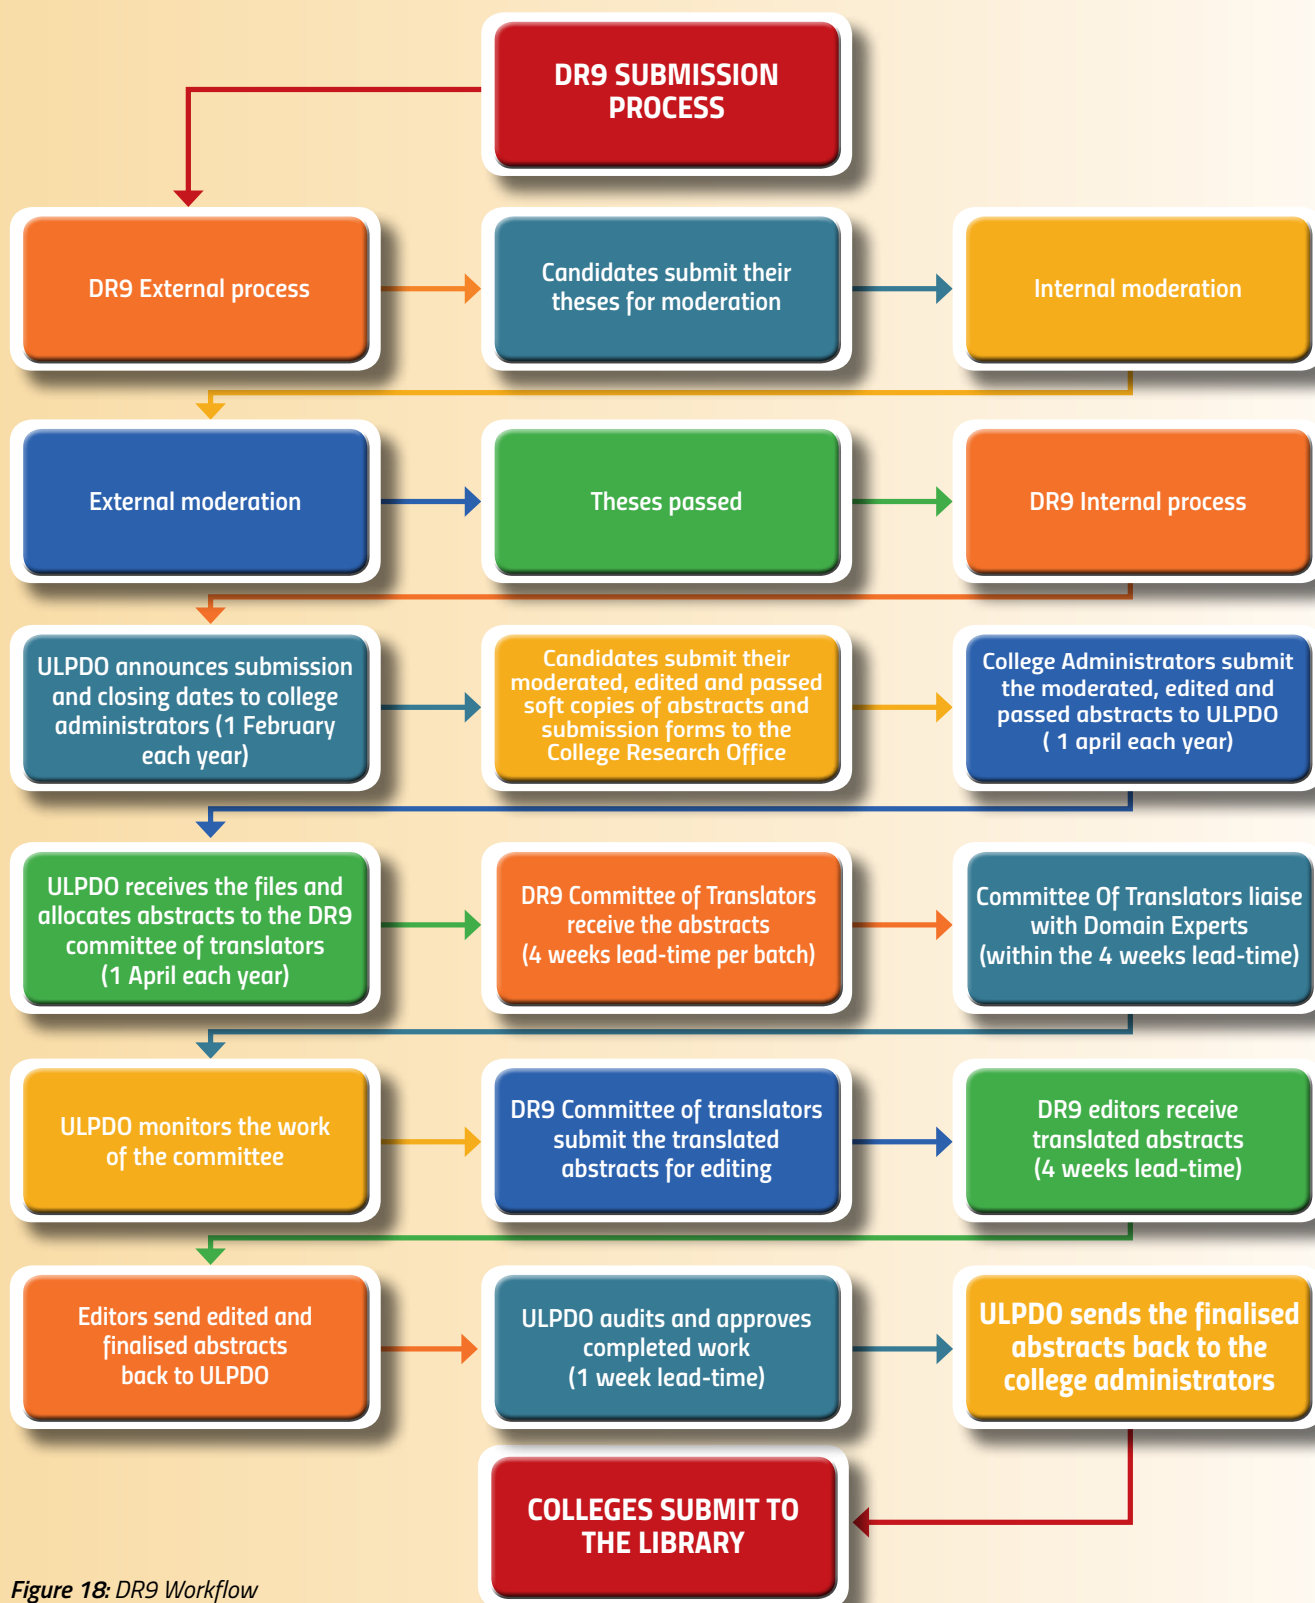 DR9 SUBMISSION
PROCESS
DR9 External process
Candidates submit their
theses for moderation
Internal moderation
External moderation
Theses passed
DR9 Internal process
ULPDO announces submission
and closing dates to college
administrators (1 February
each year)
Candidates submit their
moderated, edited and passed
soft copies of abstracts and
submission forms to the
College Research Office
College Administrators submit
the moderated, edited and
passed abstracts to ULPDO
( 1 april each year)
ULPDO receives the files and
allocates abstracts to the DR9
committee of translators
(1 April each year)
DR9 Committee of Translators
receive the abstracts
(4 weeks lead-time per batch)
Committee Of Translators liaise
with Domain Experts
(within the 4 weeks lead-time)
ULPDO monitors the work
of the committee
DR9 Committee of translators
submit the translated
abstracts for editing
DR9 editors receive
translated abstracts
(4 weeks lead-time)
Editors send edited and
finalised abstracts
back to ULPDO
ULPDO audits and approves
completed work
(1 week lead-time)
ULPDO sends the finalised
abstracts back to the
college administrators
COLLEGES SUBMIT TO
THE LIBRARY
Figure 18: DR9 Workflow